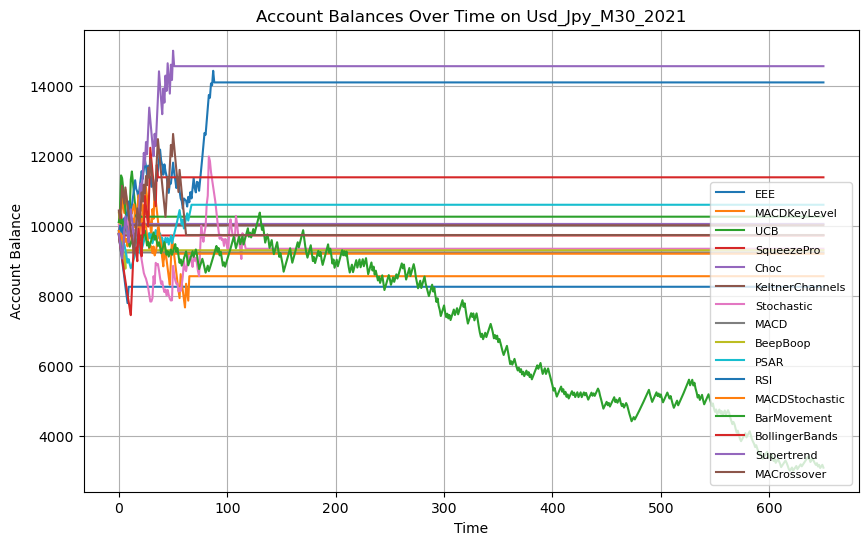 Account Balances Over Time on Usd_Jpy_M30_2021
Account Balance
14000
12000
10000
8000
6000
4000
EEE
MACDKeyLevel
UCB
SqueezePro
Choc
KeltnerChannels
Stochastic
MACD
BeepBoop
PSAR
RSI
MACDStochastic
BarMovement
BollingerBands
Supertrend
MACrossover
0 100 200 300 400 500 600
Time